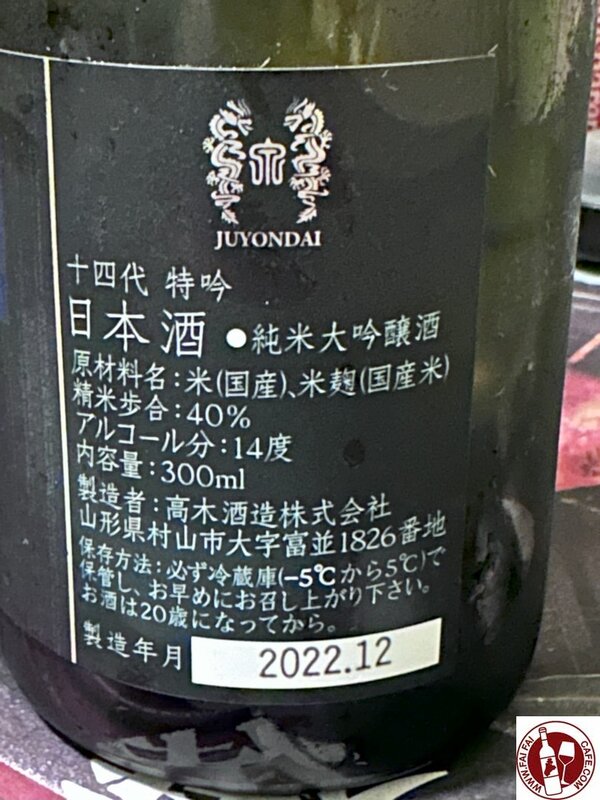 JUYONDAI
十四代 特吟
日本酒 ●純米大吟醸酒
原材料名:米(国産)、米麹(国産米)
精米歩合:40%
アルコール分:14度
内容量:300ml
製造者:高木酒造株式会社
山形県村山市大字富並1826番地
保存方法:必ず冷蔵庫(-5℃から5℃)で
保管し、お早めにお召し上がり下さい。
お酒は20歳になってから。
製造年月 2022.12
WWW.FAI FAI CAFE.COM